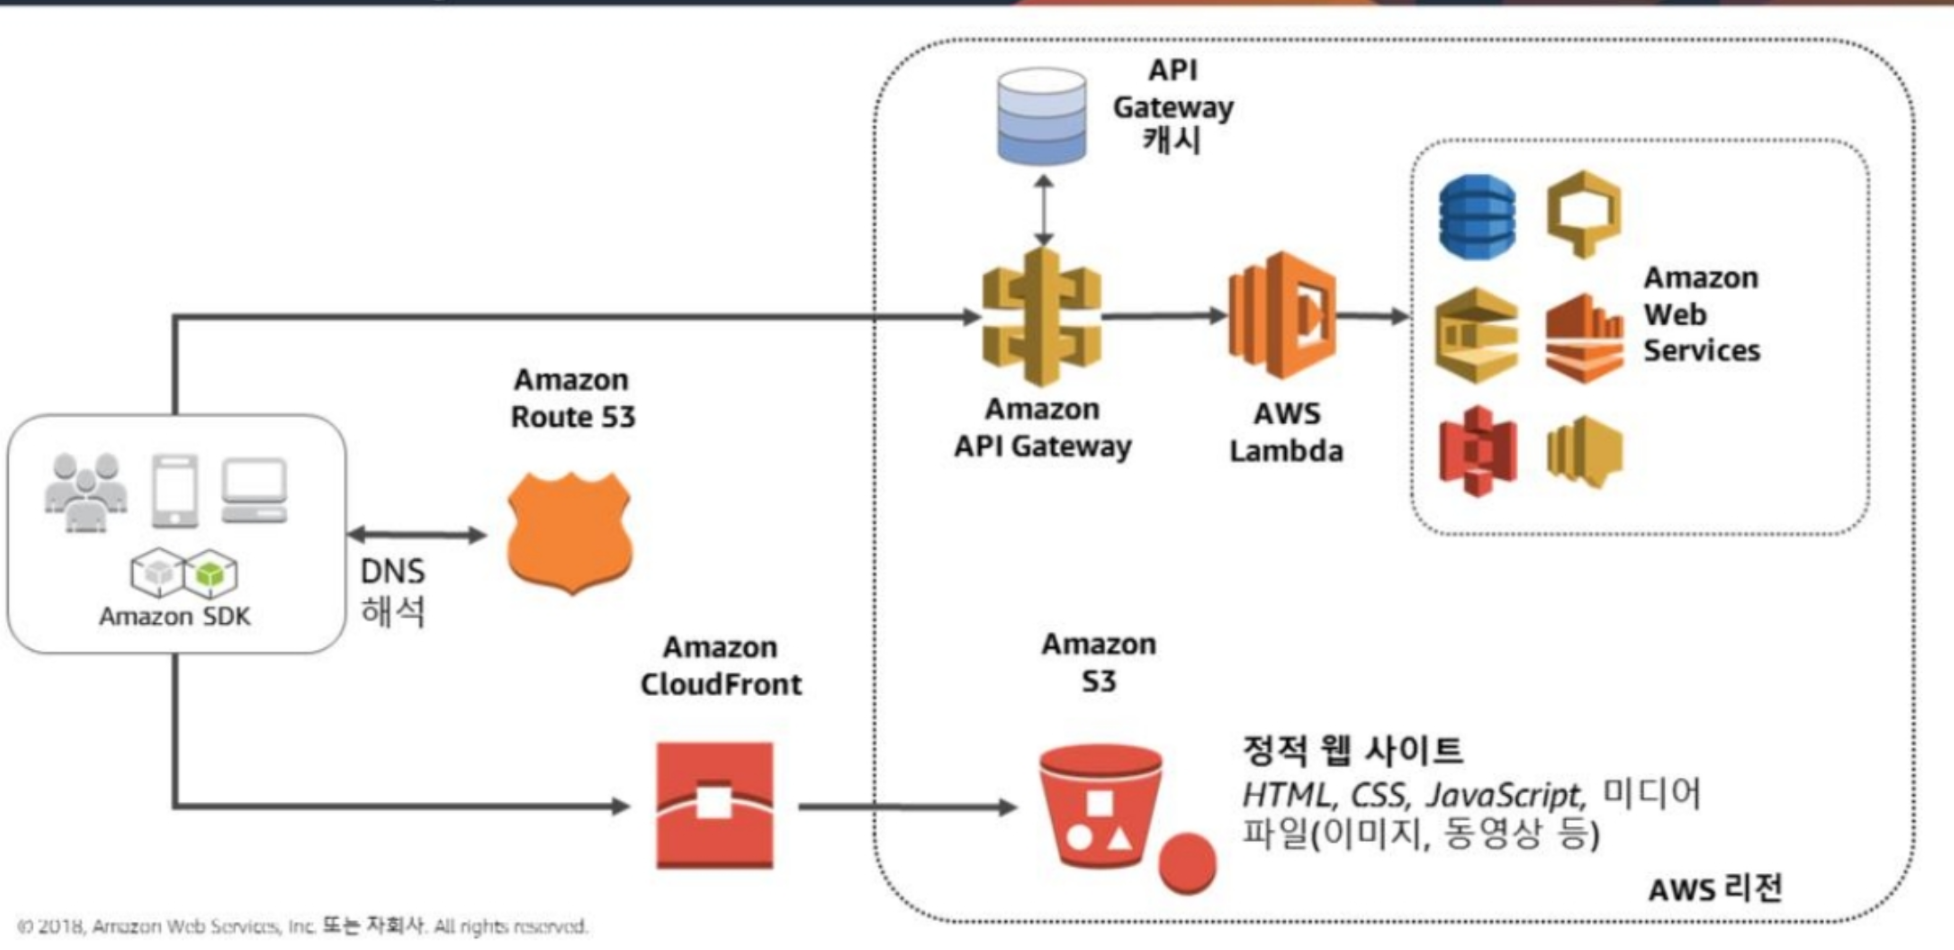 API
Gateway
캐시
Amazon
Web
Services
Amazon
Route 53
Amazon
API Gateway
AWS
Lambda
Amazon SDK
DNS
해석
Amazon
CloudFront
Amazon
S3
정적 웹 사이트
HTML, CSS, JavaScript, 미디어
파일(이미지, 동영상 등)
AWS 리전
© 2018, Amazon Web Services, Inc. 또는 자회사. All rights reserved.